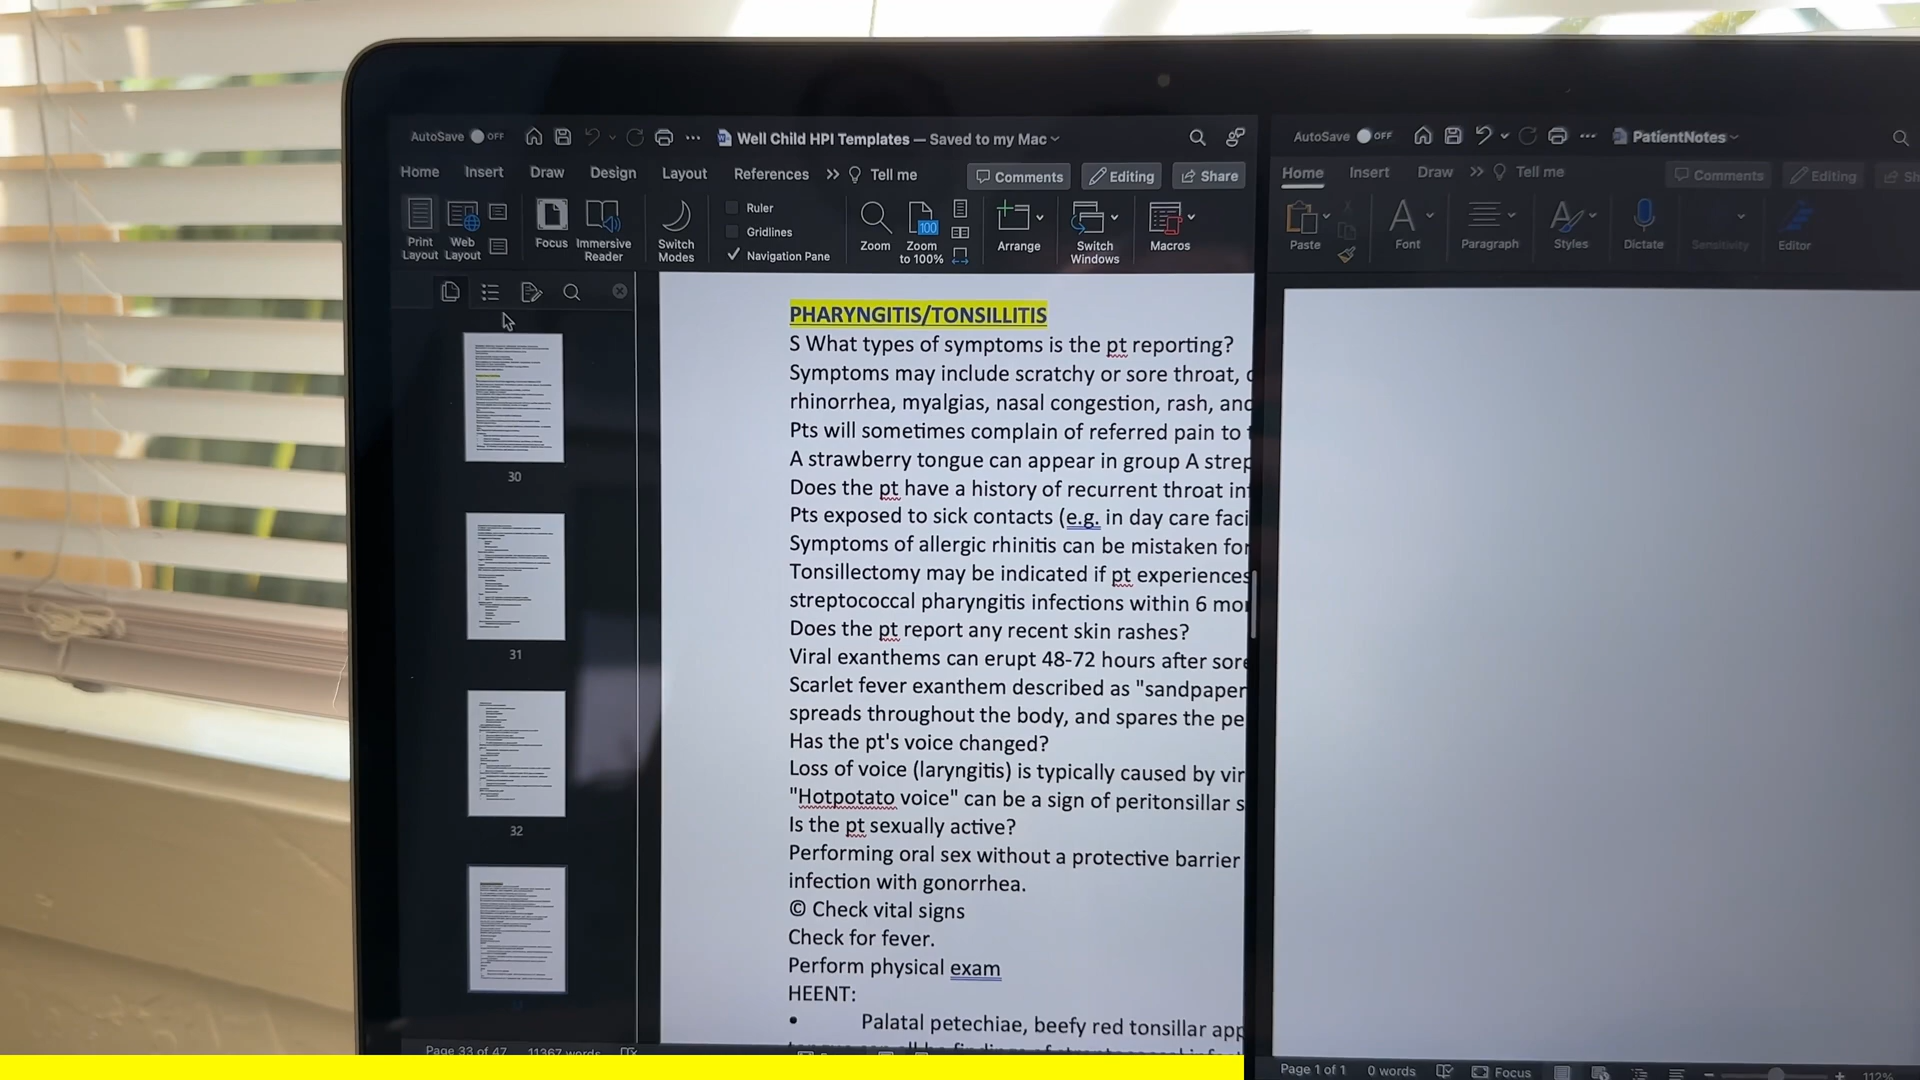 AutoSave OFF Well Child HPI Templates — Saved to my Mac
Home Insert Draw Design Layout References Tell me Comments Editing Share
Print Layout
Web Layout
Focus
Immersive Reader
Switch Modes
Ruler
Gridlines
Navigation Pane
Zoom
100
Zoom to 100%
Arrange
Switch Windows
Macros
30
31
32
PHARYNGITIS/TONSILLITIS
S What types of symptoms is the pt reporting?
Symptoms may include scratchy or sore throat,
rhinorrhea, myalgias, nasal congestion, rash, and
Pts will sometimes complain of referred pain to
A strawberry tongue can appear in group A strep
Does the pt have a history of recurrent throat
Pts exposed to sick contacts (e.g. in day care
Symptoms of allergic rhinitis can be mistaken for
Tonsillectomy may be indicated if pt experiences
streptococcal pharyngitis infections within 6
Does the pt report any recent skin rashes?
Viral exanthems can erupt 48-72 hours after
Scarlet fever exanthem described as "sandpaper
spreads throughout the body, and spares the
Has the pt's voice changed?
Loss of voice (laryngitis) is typically caused by
"Hotpotato voice" can be a sign of peritonsillar
Is the pt sexually active?
Performing oral sex without a protective barrier
infection with gonorrhea.
© Check vital signs
Check for fever.
Perform physical exam
HEENT:
• Palatal petechiae, beefy red tonsillar
Page 33 of 47 11367 words
AutoSave OFF PatientNotes
Home Insert Draw Tell me Comments Editing
Paste
Font
Paragraph
Styles
Dictate
Sensitivity
Editor
Page 1 of 1 0 words Focus 112%